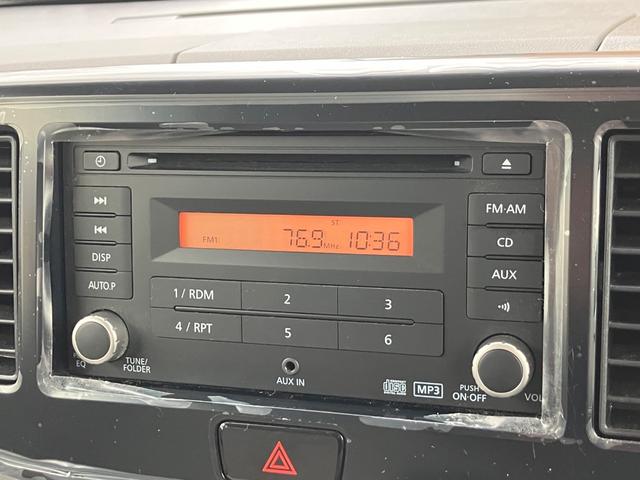 ST
FM1 76.9 MHz 10:36
FM·AM
CD
DISP
AUX
AUTO.P
1 / RDM 2 3
4 / RPT 5 6
EQ TUNE/
FOLDER
AUX IN
DISC
MP3
PUSH
ON·OFF
VOL